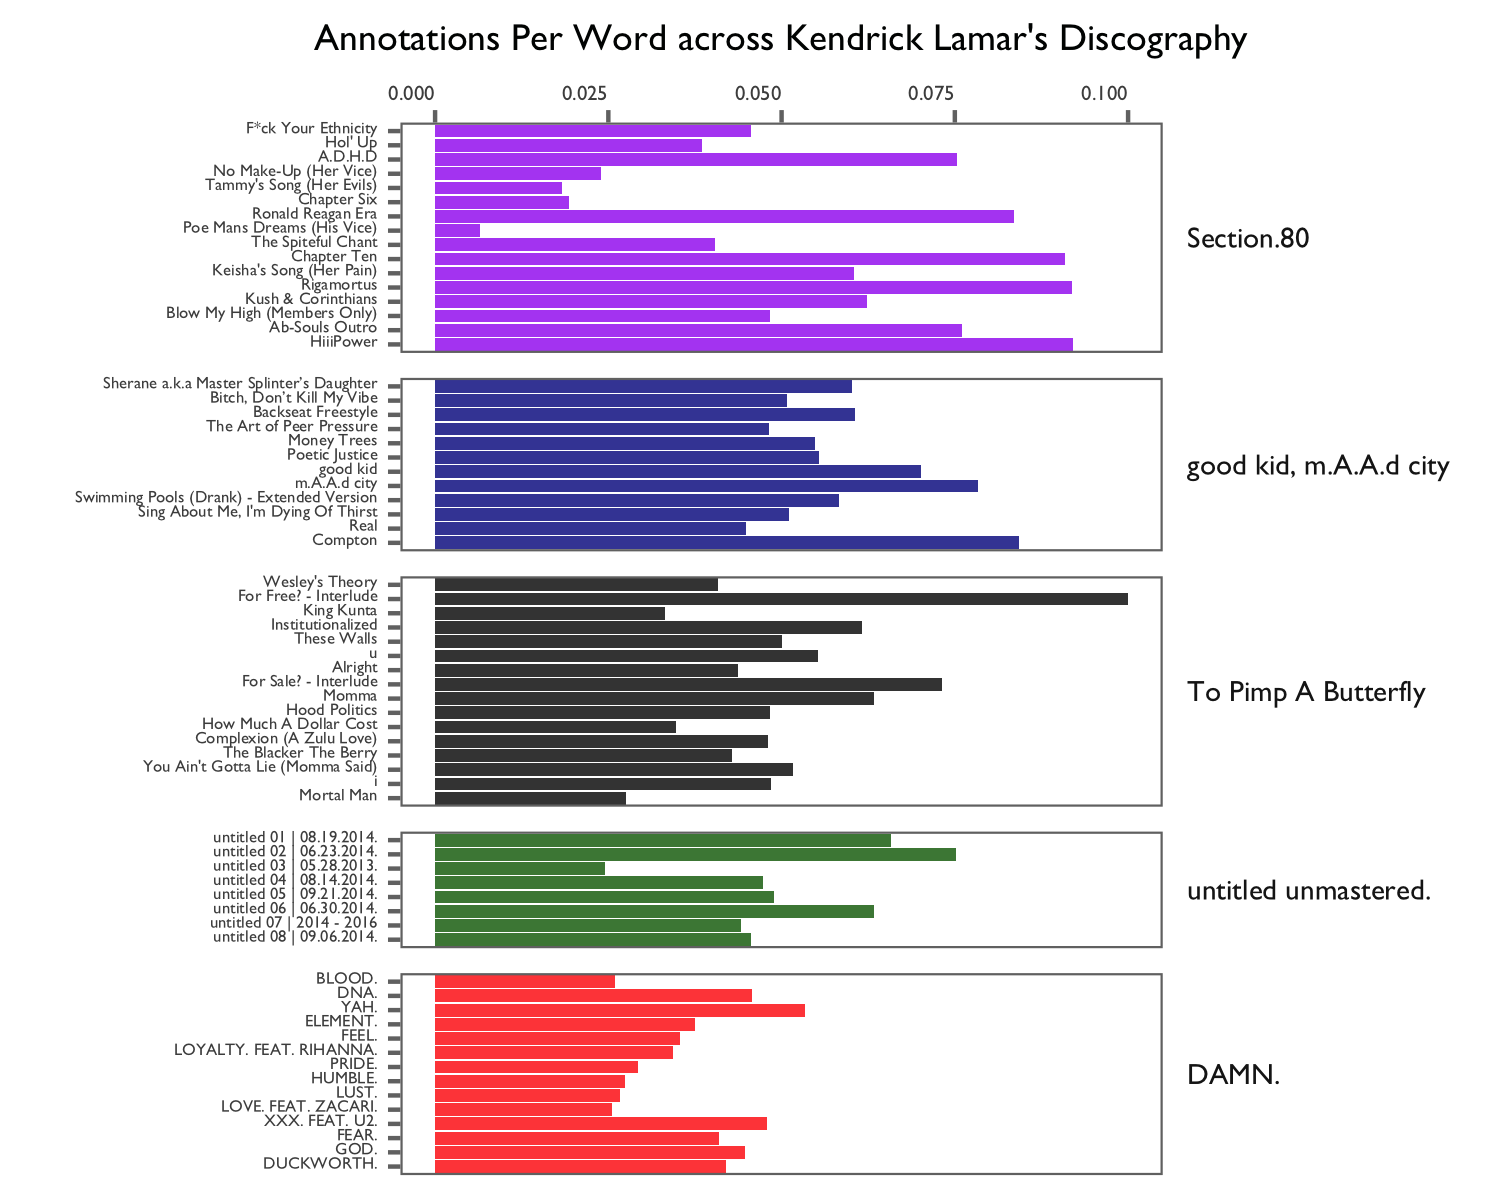 Annotations Per Word across Kendrick Lamar's Discography
0.000 0.025 0.050 0.075 0.100
F*ck Your Ethnicity
Hol' Up
A.D.H.D
No Make-Up (Her Vice)
Tammy's Song (Her Evils)
Chapter Six
Ronald Reagan Era
Poe Mans Dreams (His Vice)
The Spiteful Chant
Chapter Ten
Keisha's Song (Her Pain)
Rigamortus
Kush & Corinthians
Blow My High (Members Only)
Ab-Souls Outro
HiiiPower
Section.80
Sherane a.k.a Master Splinter’s Daughter
Bitch, Don’t Kill My Vibe
Backseat Freestyle
The Art of Peer Pressure
Money Trees
Poetic Justice
good kid
m.A.A.d city
Swimming Pools (Drank) - Extended Version
Sing About Me, I'm Dying Of Thirst
Real
Compton
good kid, m.A.A.d city
Wesley's Theory
For Free? - Interlude
King Kunta
Institutionalized
These Walls
u
Alright
For Sale? - Interlude
Momma
Hood Politics
How Much A Dollar Cost
Complexion (A Zulu Love)
The Blacker The Berry
You Ain't Gotta Lie (Momma Said)
i
Mortal Man
To Pimp A Butterfly
untitled 01 | 08.19.2014.
untitled 02 | 06.23.2014.
untitled 03 | 05.28.2013.
untitled 04 | 08.14.2014.
untitled 05 | 09.21.2014.
untitled 06 | 06.30.2014.
untitled 07 | 2014 - 2016
untitled 08 | 09.06.2014.
untitled unmastered.
BLOOD.
DNA.
YAH.
ELEMENT.
FEEL.
LOYALTY. FEAT. RIHANNA.
PRIDE.
HUMBLE.
LUST.
LOVE. FEAT. ZACARI.
XXX. FEAT. U2.
FEAR.
GOD.
DUCKWORTH.
DAMN.